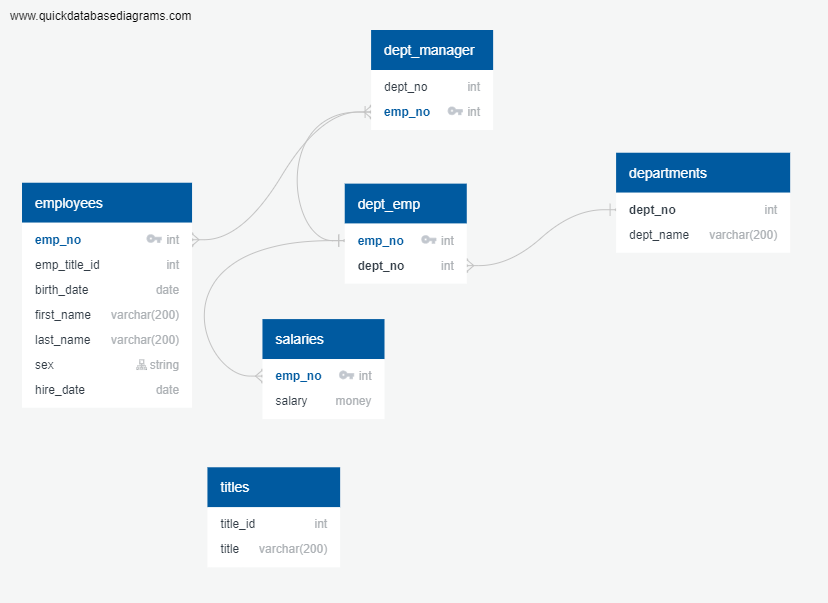 www.quickdatabasediagrams.com
dept_manager
dept_no int
emp_no int
employees
emp_no int
emp_title_id int
birth_date date
first_name varchar(200)
last_name varchar(200)
sex string
hire_date date
dept_emp
emp_no int
dept_no int
departments
dept_no int
dept_name varchar(200)
salaries
emp_no int
salary money
titles
title_id int
title varchar(200)